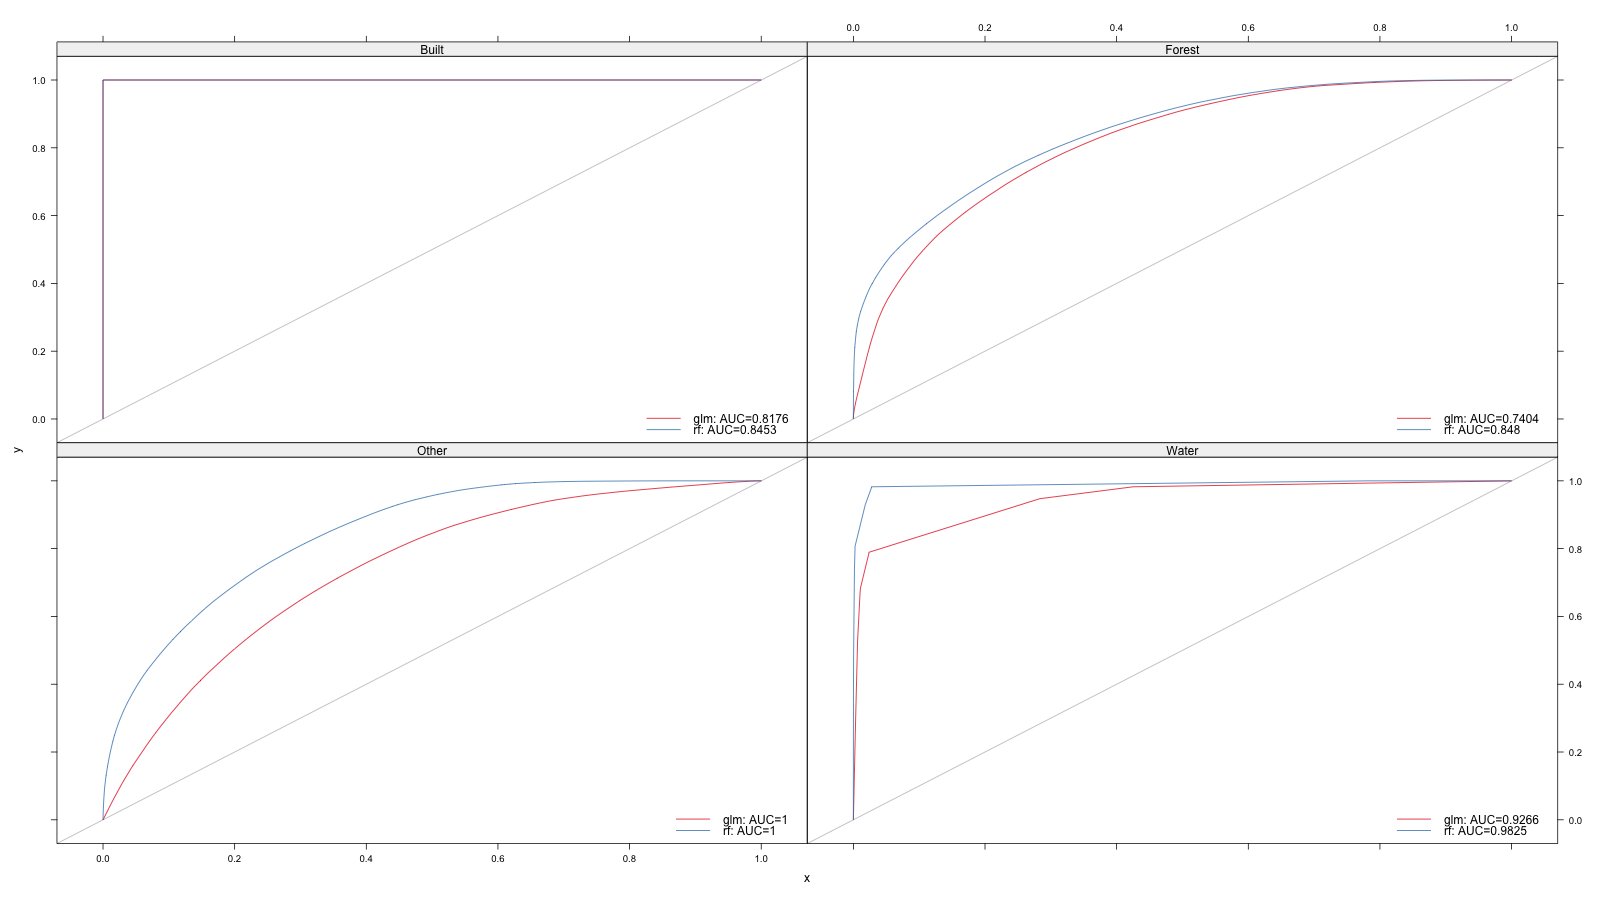 0.0 0.2 0.4 0.6 0.8 1.0
Built Forest
1.0
0.8
0.6
0.4
0.2
0.0
glm: AUC=0.8176
rf: AUC=0.8453
glm: AUC=0.7404
rf: AUC=0.848
y
Other Water
1.0
0.8
0.6
0.4
0.2
0.0
glm: AUC=1
rf: AUC=1
glm: AUC=0.9266
rf: AUC=0.9825
0.0 0.2 0.4 0.6 0.8 1.0
x